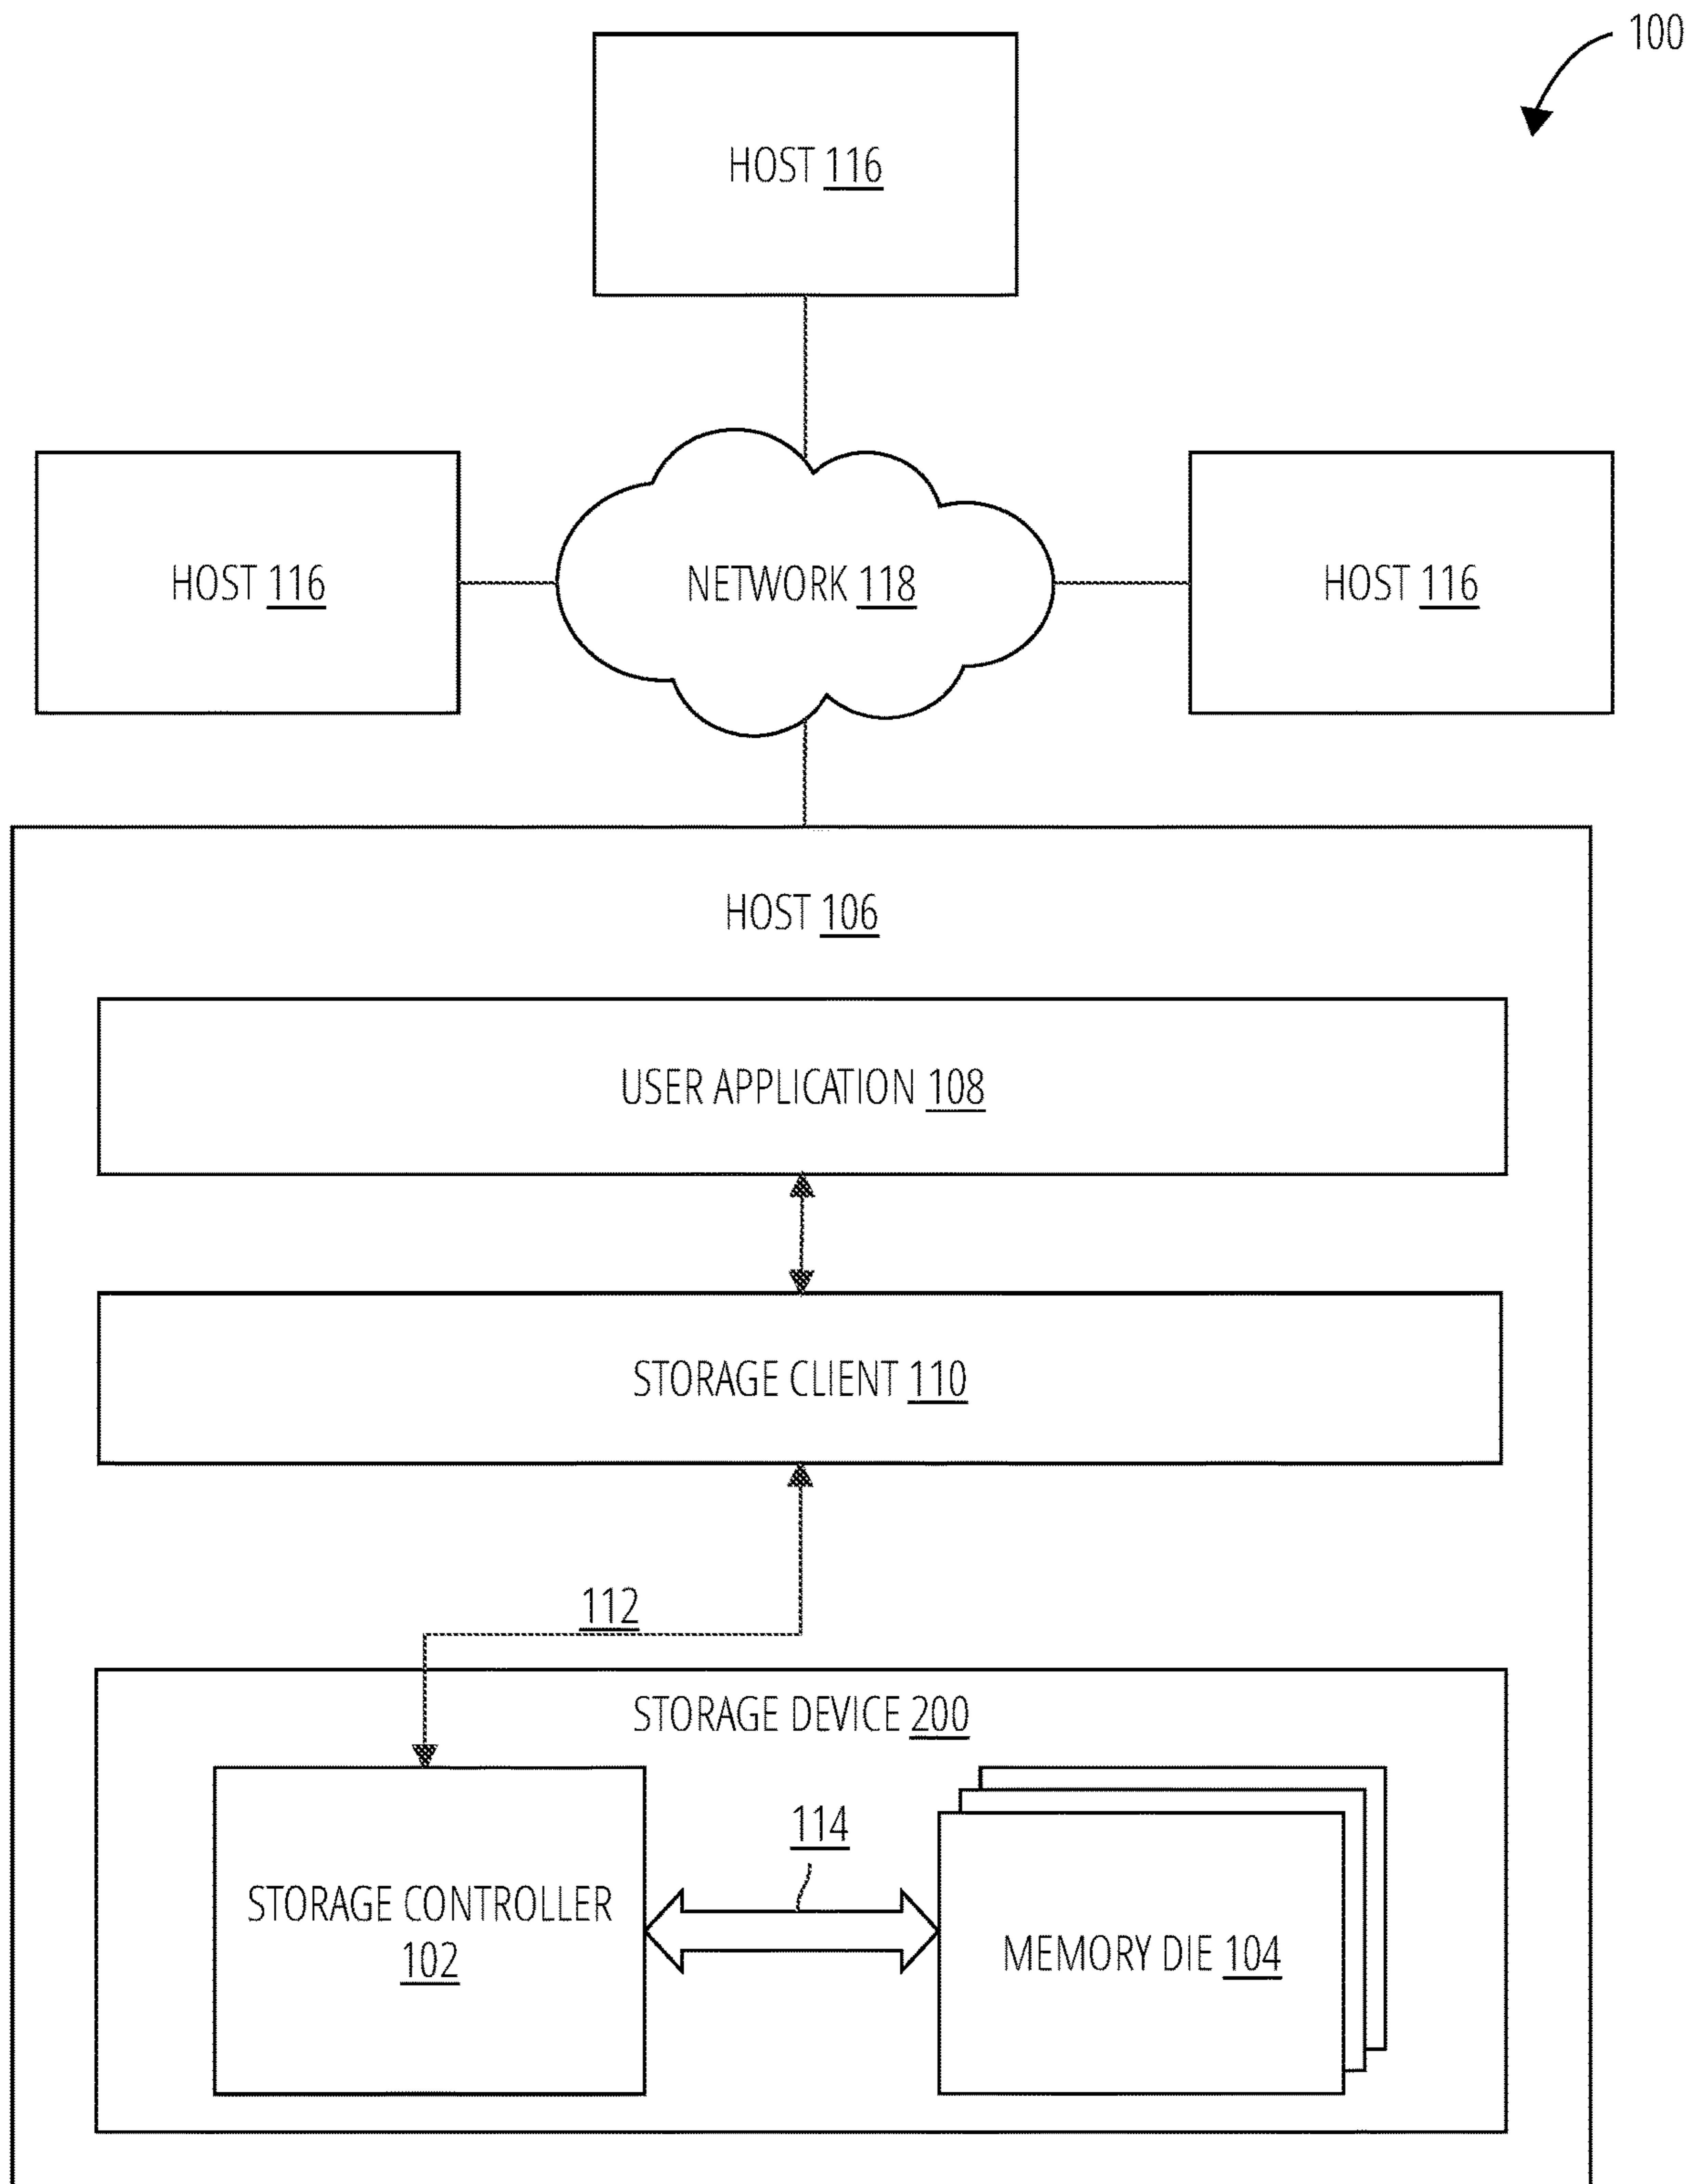 100
HOST 116
HOST 116
NETWORK 118
HOST 116
HOST 106
USER APPLICATION 108
STORAGE CLIENT 110
112
STORAGE DEVICE 200
114
STORAGE CONTROLLER
102
MEMORY DIE 104